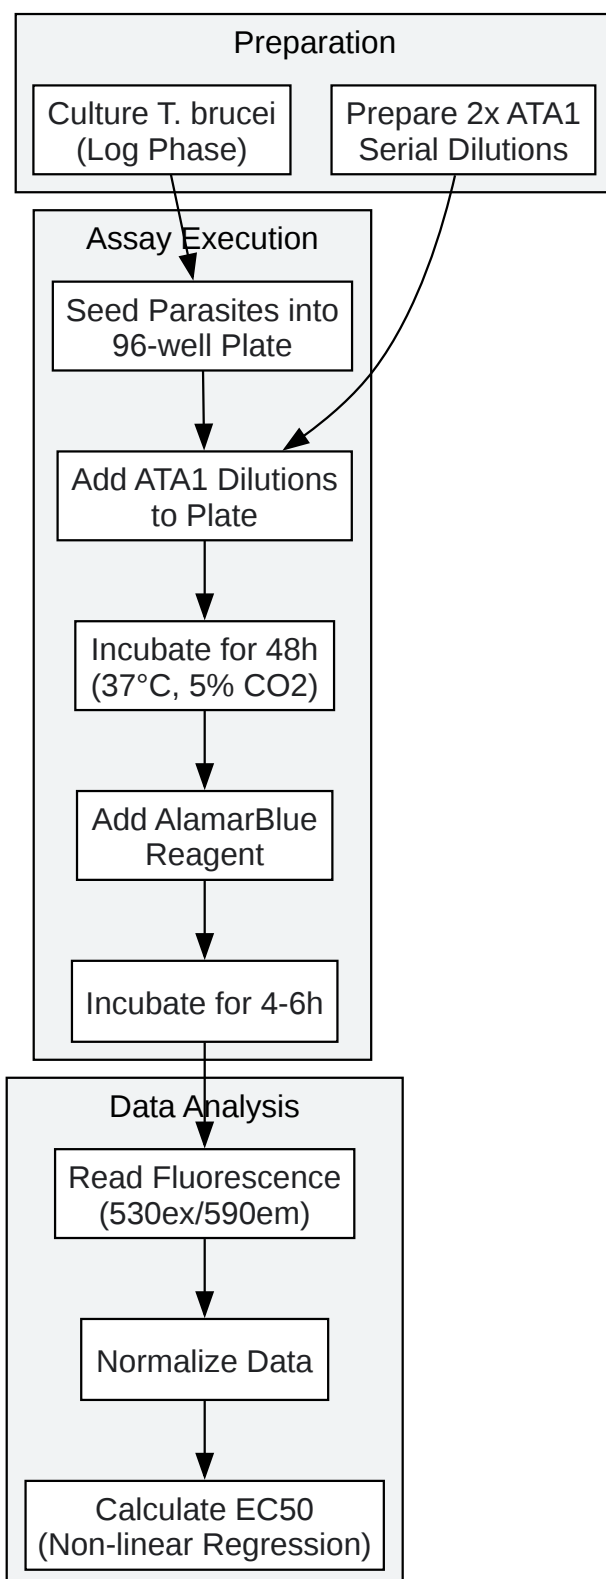 Preparation
Culture T. brucei
(Log Phase)
Prepare 2x ATA1
Serial Dilutions
Assay Execution
Seed Parasites into
96-well Plate
Add ATA1 Dilutions
to Plate
Incubate for 48h
(37°C, 5% CO2)
Add AlamarBlue
Reagent
Incubate for 4-6h
Data Analysis
Read Fluorescence
(530ex/590em)
Normalize Data
Calculate EC50
(Non-linear Regression)